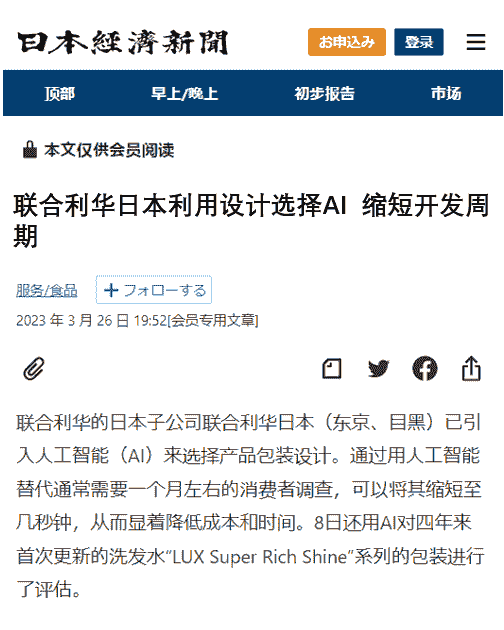 日本經濟新聞
お申込み 登录
顶部 早上/晚上 初步报告 市场
本文仅供会员阅读
联合利华日本利用设计选择AI 缩短开发周
期
服务/食品 フォローする
2023 年 3 月 26 日 19:52[会员专用文章]
联合利华的日本子公司联合利华日本（东京、目黑）已引
入人工智能（AI）来选择产品包装设计。通过用人工智能
替代通常需要一个月左右的消费者调查，可以将其缩短至
几秒钟，从而显着降低成本和时间。8日还用AI对四年来
首次更新的洗发水“LUX Super Rich Shine”系列的包装进行
了评估。